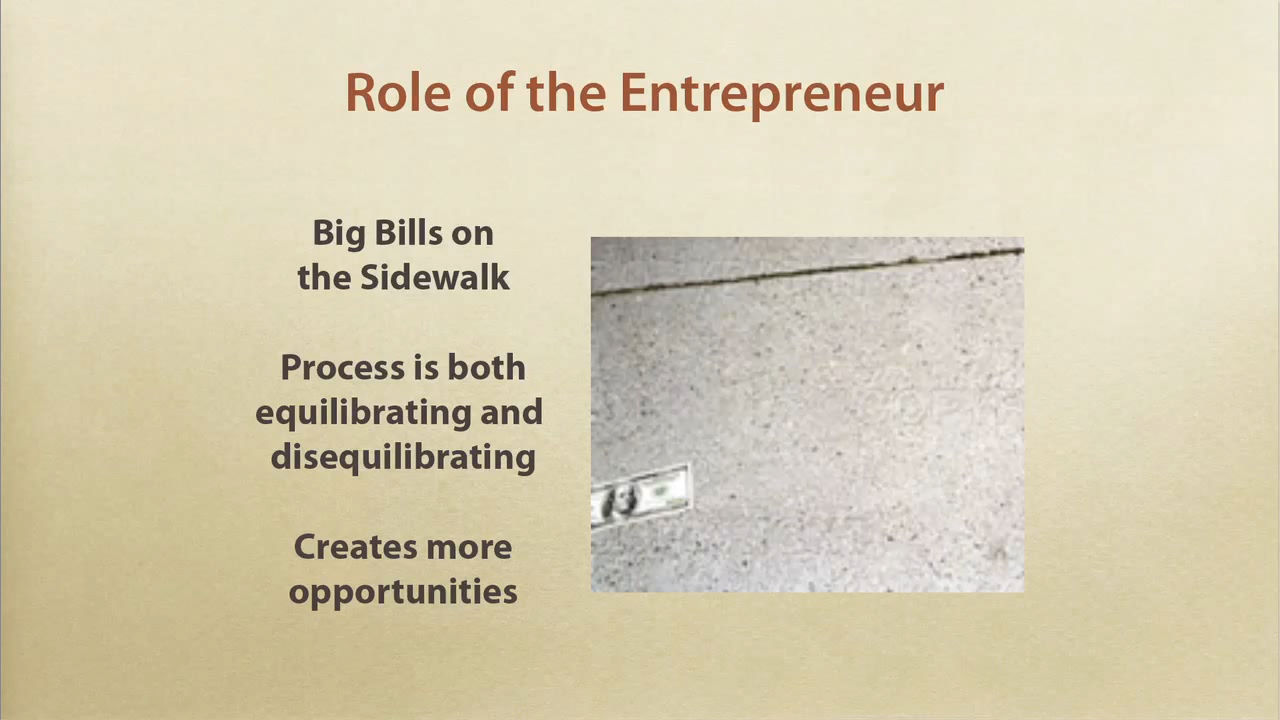 Role of the Entrepreneur
Big Bills on
the Sidewalk
Process is both
equilibrating and
disequilibrating
Creates more
opportunities